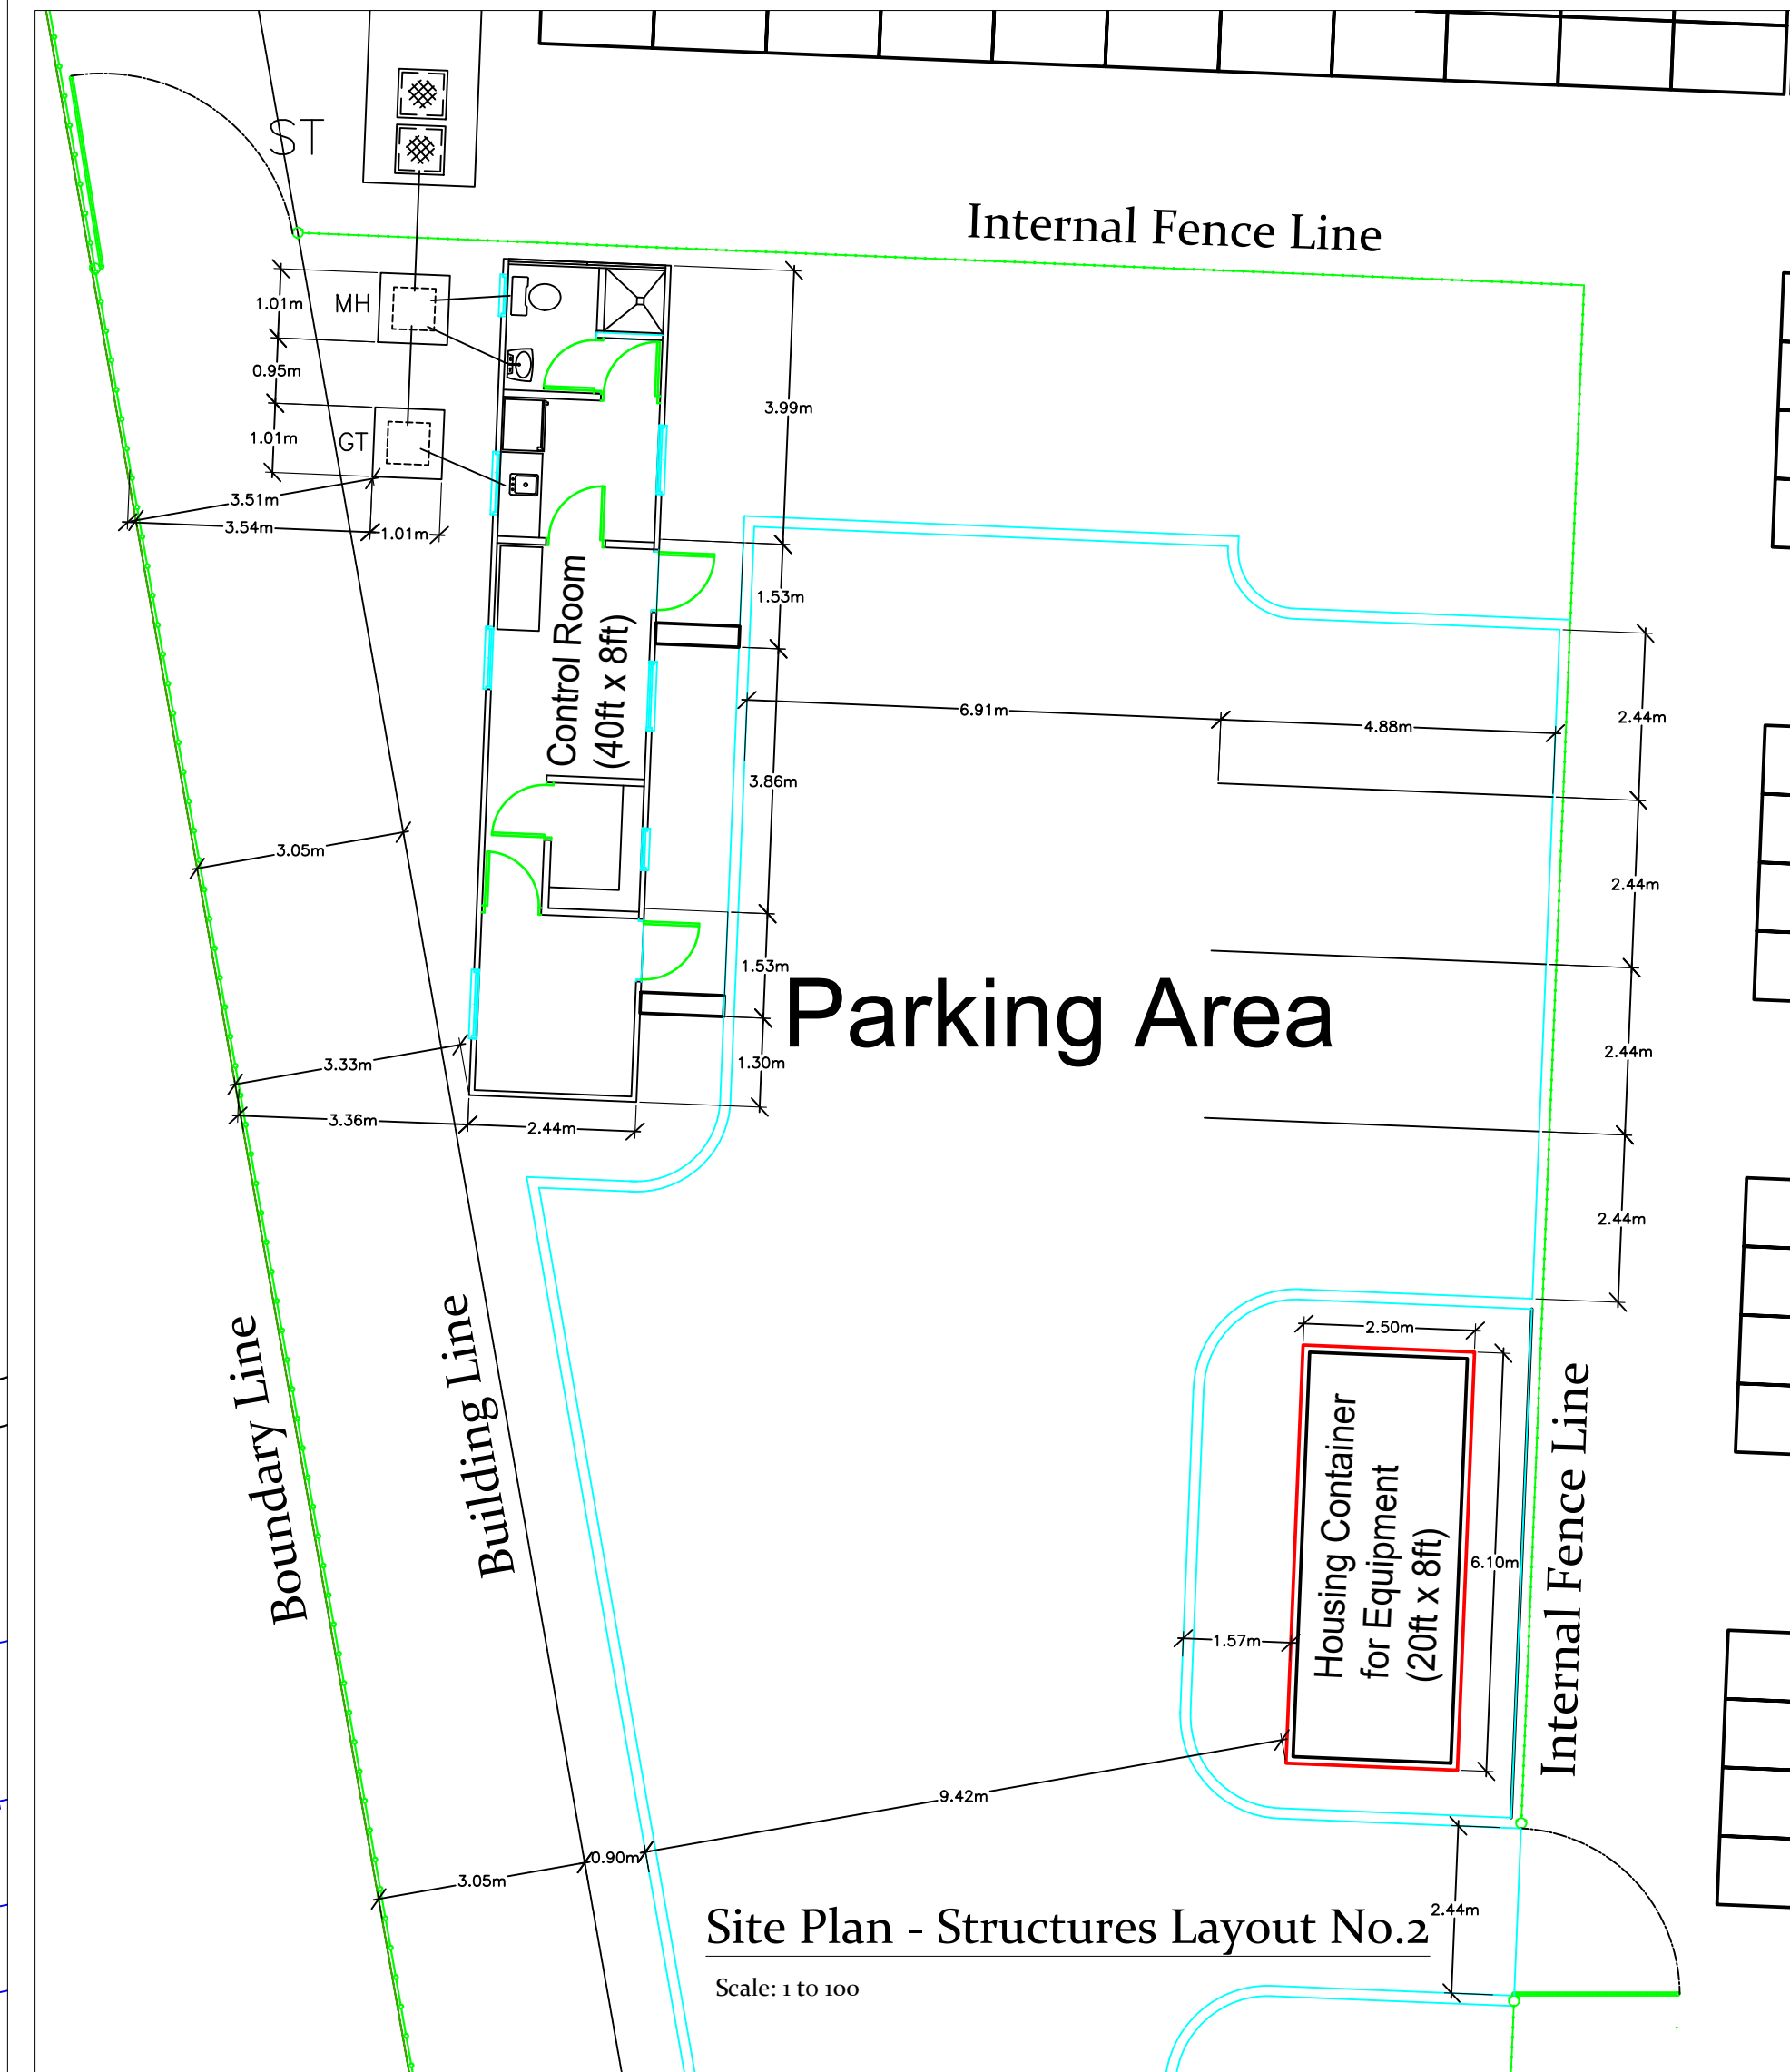 ST
Internal Fence Line
1.01m
MH
0.95m
3.99m
1.01m
GT
3.51m
3.54m
1.01m
Control Room
(40ft x 8ft)
1.53m
6.91m
4.88m
2.44m
3.86m
3.05m
2.44m
1.53m
Parking Area
3.33m
1.30m
2.44m
3.36m
2.44m
2.44m
Boundary Line
Building Line
2.50m
Housing Container
for Equipment
(20ft x 8ft)
6.10m
Internal Fence Line
1.57m
9.42m
0.90m
3.05m
Site Plan - Structures Layout No.2
2.44m
Scale: 1 to 100